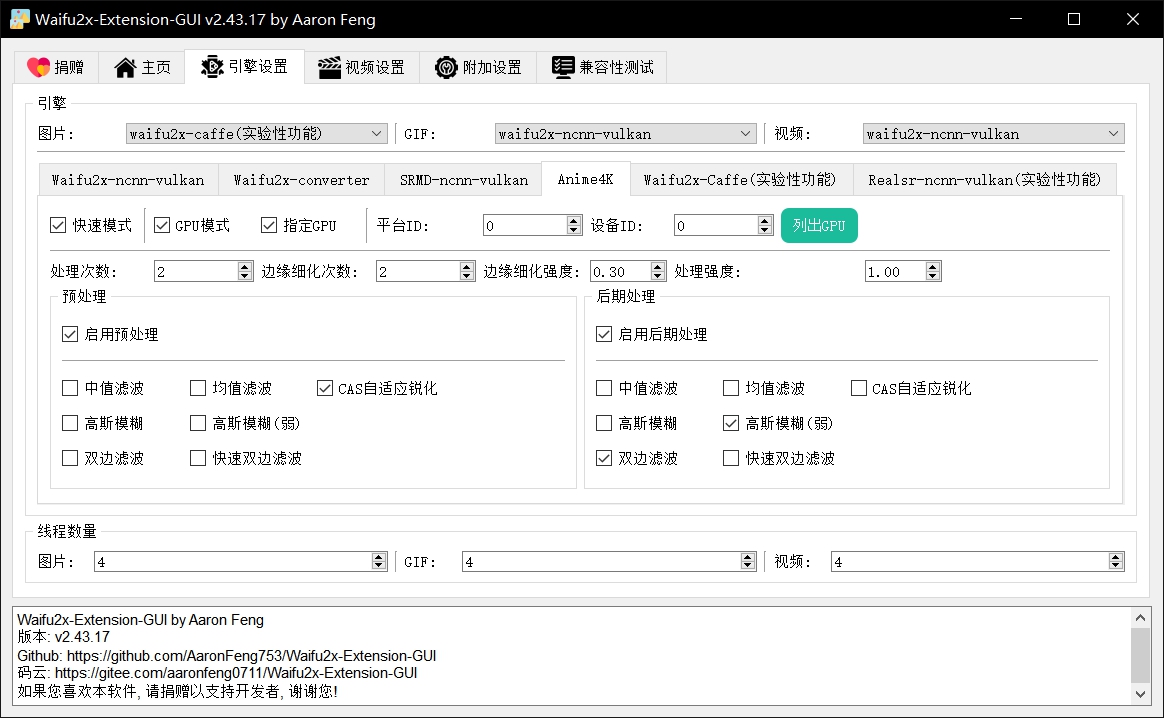 Waifu2x-Extension-GUI v2.43.17 by Aaron Feng
捐赠 主页 引擎设置 视频设置 附加设置 兼容性测试
引擎
图片: waifu2x-caffe(实验性功能) GIF: waifu2x-ncnn-vulkan 视频: waifu2x-ncnn-vulkan
Waifu2x-ncnn-vulkan Waifu2x-converter SRMD-ncnn-vulkan Anime4K Waifu2x-Caffe(实验性功能) Realsr-ncnn-vulkan(实验性功能)
快速模式 GPU模式 指定GPU 平台ID: 0 设备ID: 0 列出GPU
处理次数: 2 边缘细化次数: 2 边缘细化强度: 0.30 处理强度: 1.00
预处理 后期处理
启用预处理 启用后期处理
中值滤波 均值滤波 CAS自适应锐化 中值滤波 均值滤波 CAS自适应锐化
高斯模糊 高斯模糊(弱) 高斯模糊 高斯模糊(弱)
双边滤波 快速双边滤波 双边滤波 快速双边滤波
线程数量
图片: 4 GIF: 4 视频: 4
Waifu2x-Extension-GUI by Aaron Feng
版本: v2.43.17
Github: https://github.com/AaronFeng753/Waifu2x-Extension-GUI
码云: https://gitee.com/aaronfeng0711/Waifu2x-Extension-GUI
如果您喜欢本软件, 请捐赠以支持开发者, 谢谢您!